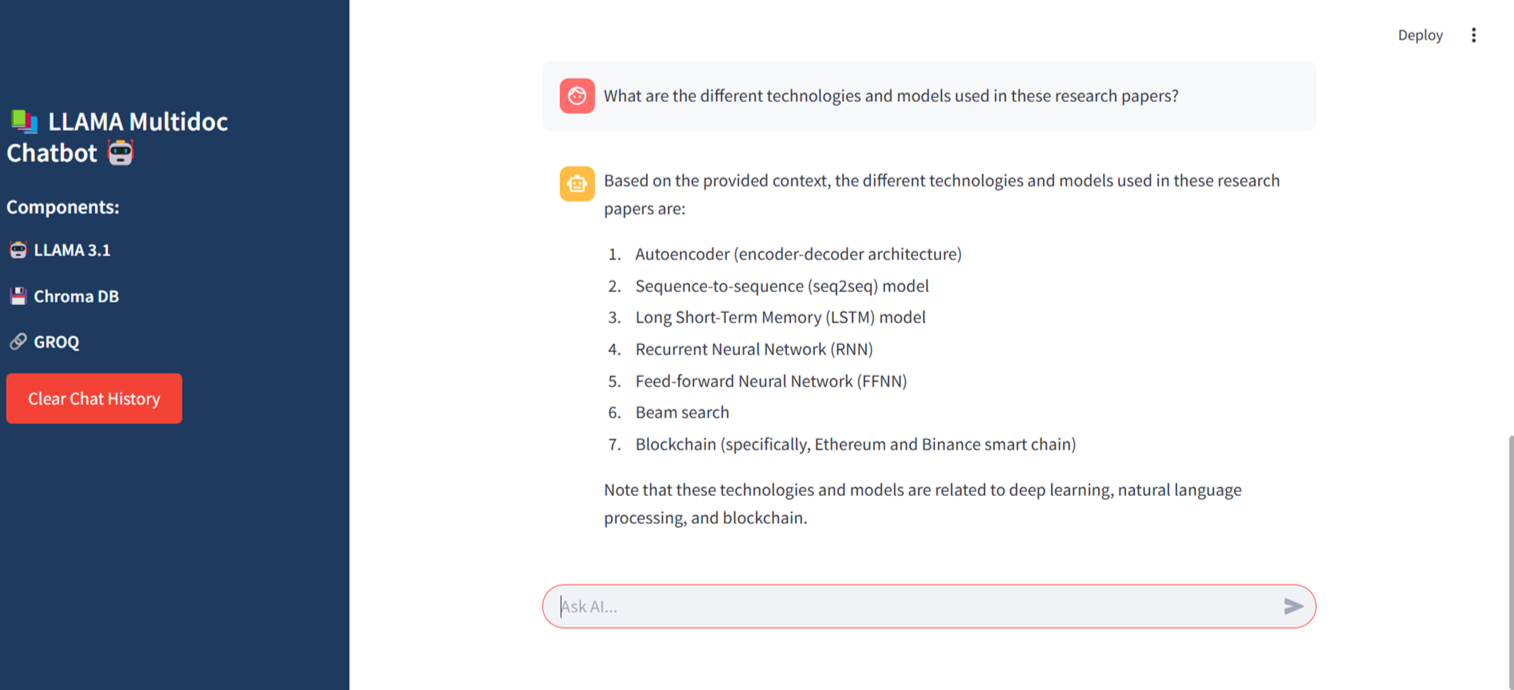 Deploy
LLAMA Multidoc
Chatbot
Components:
LLAMA 3.1
Chroma DB
GROQ
Clear Chat History
What are the different technologies and models used in these research papers?
Based on the provided context, the different technologies and models used in these research
papers are:
1. Autoencoder (encoder-decoder architecture)
2. Sequence-to-sequence (seq2seq) model
3. Long Short-Term Memory (LSTM) model
4. Recurrent Neural Network (RNN)
5. Feed-forward Neural Network (FFNN)
6. Beam search
7. Blockchain (specifically, Ethereum and Binance smart chain)
Note that these technologies and models are related to deep learning, natural language
processing, and blockchain.
Ask AI...